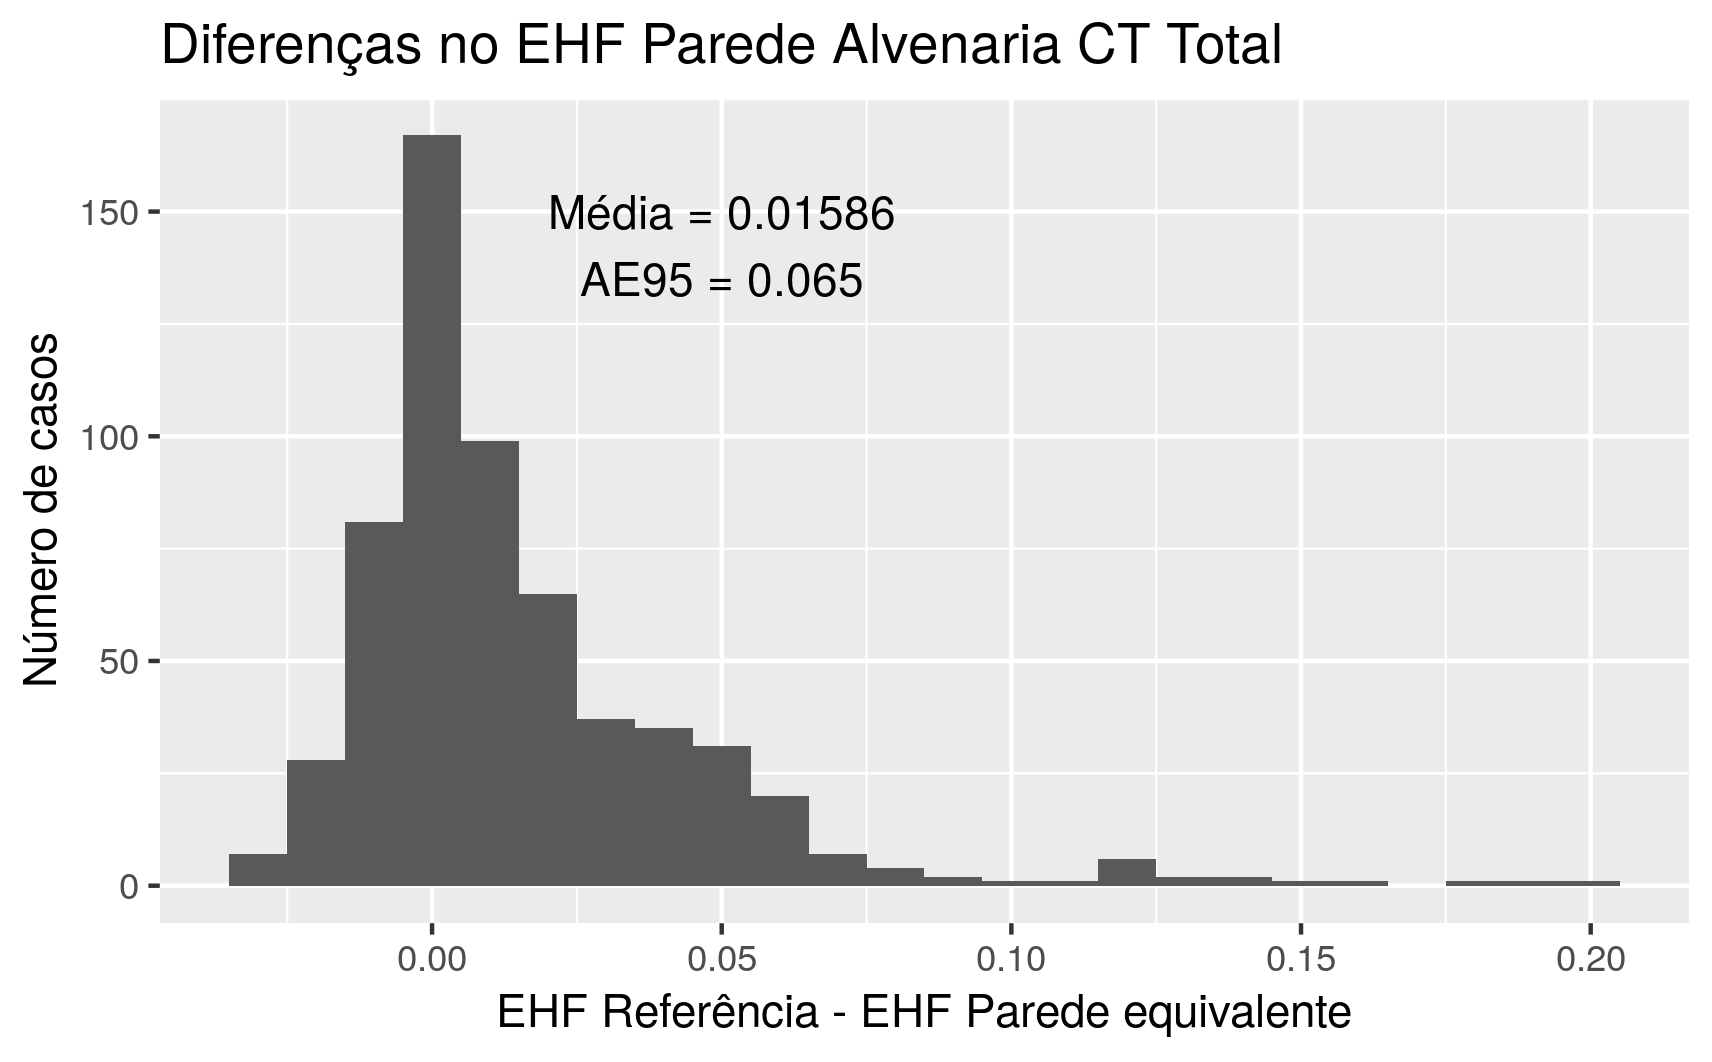 Diferenças no EHF Parede Alvenaria CT Total
Número de casos
150
100
50
0
Média = 0.01586
AE95 = 0.065
0.00
0.05
0.10
0.15
0.20
EHF Referência - EHF Parede equivalente